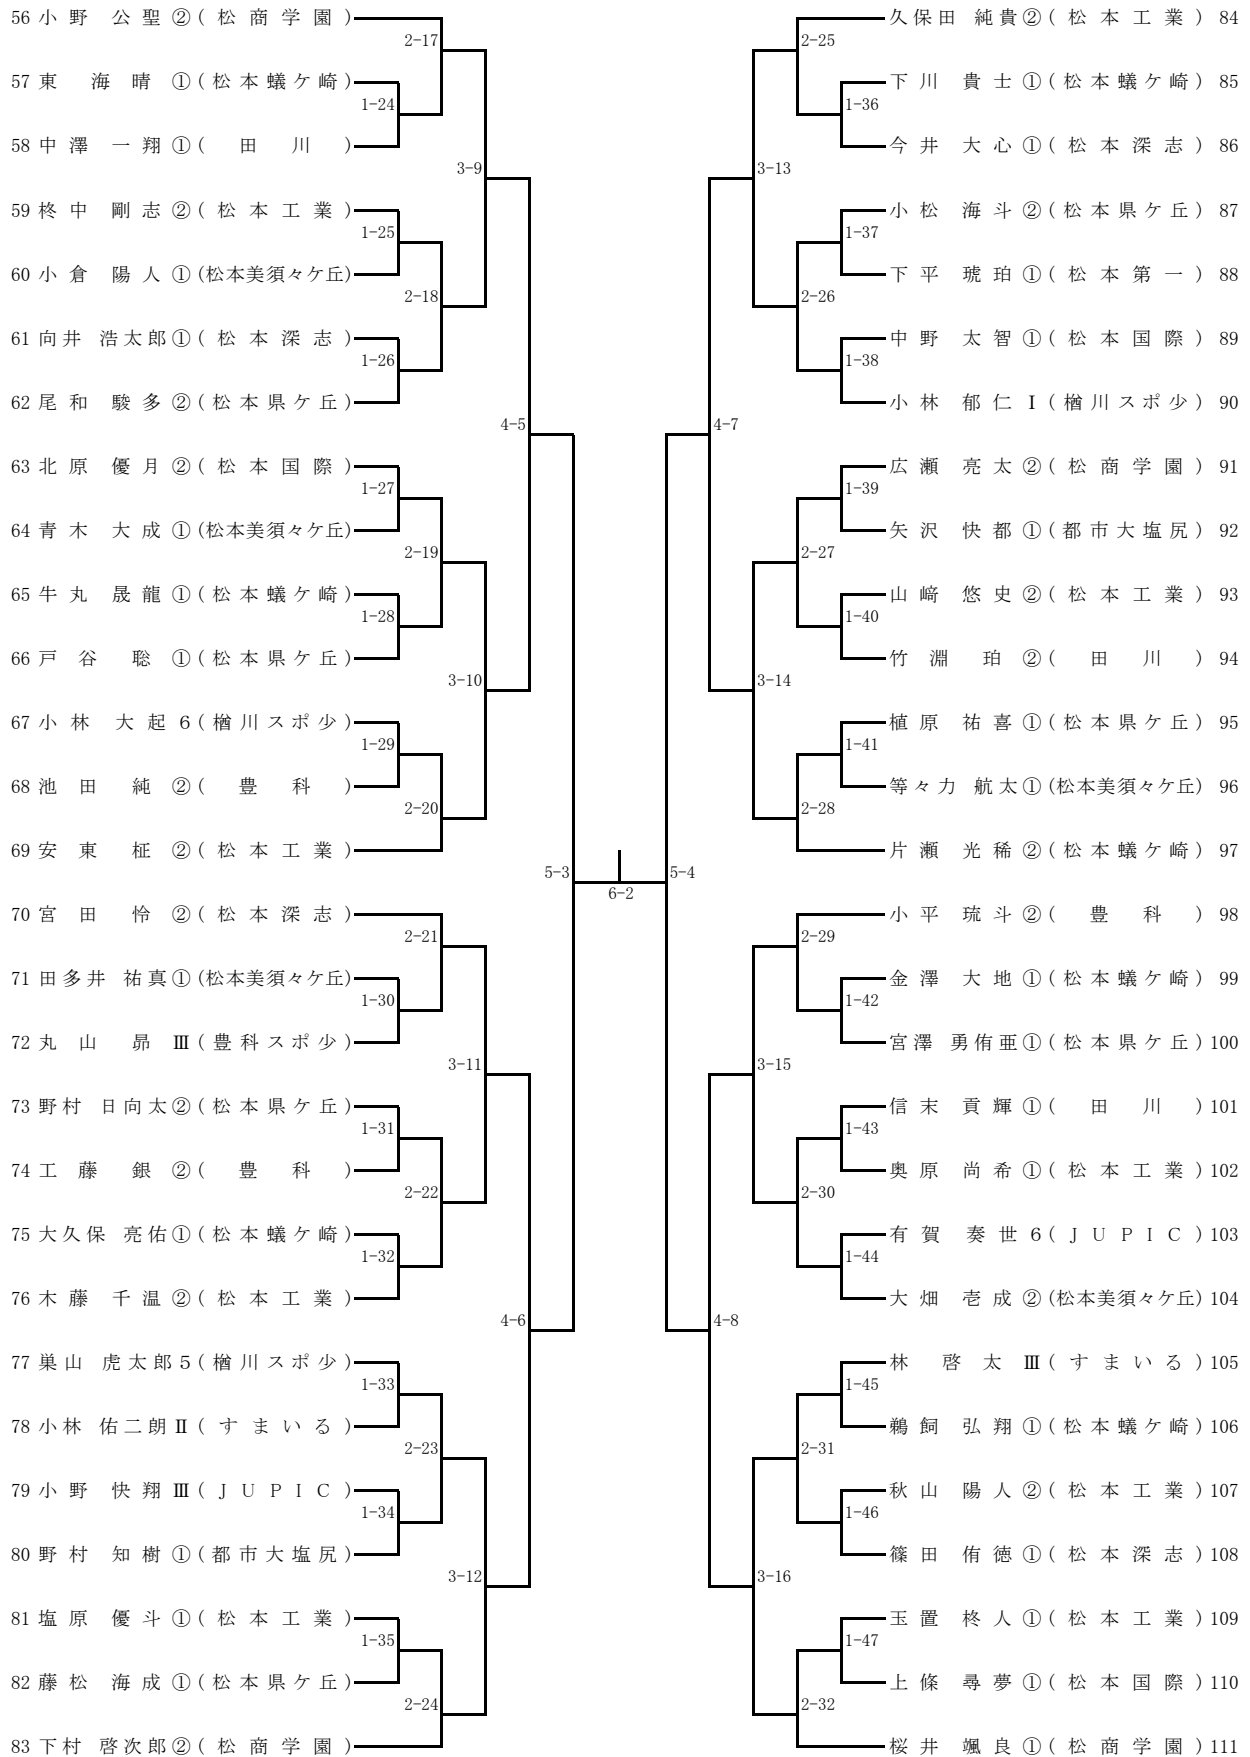 56 小野 公聖 ② (松商学園)
2-17
57 東 海晴 ① (松本蟻ケ崎)
1-24
58 中澤 一翔 ① (田川)
3-9
59 柊中 剛志 ② (松本工業)
1-25
60 小倉 陽人 ① (松本美須々ケ丘)
2-18
61 向井 浩太郎 ① (松本深志)
1-26
62 尾和 駿多 ② (松本県ケ丘)
4-5
63 北原 優月 ② (松本国際)
1-27
64 青木 大成 ① (松本美須々ケ丘)
2-19
65 牛丸 晟龍 ① (松本蟻ケ崎)
1-28
66 戸谷 聡 ① (松本県ケ丘)
3-10
67 小林 大起 6 (楢川スポ少)
1-29
68 池田 純 ② (豊科)
2-20
69 安東 柾 ② (松本工業)
5-3
70 宮田 怜 ② (松本深志)
2-21
71 田多井 祐真 ① (松本美須々ケ丘)
1-30
72 丸山 昴 Ⅲ (豊科スポ少)
3-11
73 野村 日向太 ② (松本県ケ丘)
1-31
74 工藤 銀 ② (豊科)
2-22
75 大久保 亮佑 ① (松本蟻ケ崎)
1-32
76 木藤 千温 ② (松本工業)
4-6
77 巣山 虎太郎 5 (楢川スポ少)
1-33
78 小林 佑二朗 Ⅱ (すまいる)
2-23
79 小野 快翔 Ⅲ (JUPIC)
1-34
80 野村 知樹 ① (都市大塩尻)
3-12
81 塩原 優斗 ① (松本工業)
1-35
82 藤松 海成 ① (松本県ケ丘)
2-24
83 下村 啓次郎 ② (松商学園)
6-2
久保田 純貴 ② (松本工業) 84
2-25
下川 貴士 ① (松本蟻ケ崎) 85
1-36
今井 大心 ① (松本深志) 86
3-13
小松 海斗 ② (松本県ケ丘) 87
1-37
下平 琥珀 ① (松本第一) 88
2-26
中野 太智 ① (松本国際) 89
1-38
小林 郁仁 Ⅰ (楢川スポ少) 90
4-7
広瀬 亮太 ② (松商学園) 91
1-39
矢沢 快都 ① (都市大塩尻) 92
2-27
山﨑 悠史 ② (松本工業) 93
1-40
竹淵 珀 ② (田川) 94
3-14
植原 祐喜 ① (松本県ケ丘) 95
1-41
等々力 航太 ① (松本美須々ケ丘) 96
2-28
片瀬 光稀 ② (松本蟻ケ崎) 97
5-4
小平 琉斗 ② (豊科) 98
2-29
金澤 大地 ① (松本蟻ケ崎) 99
1-42
宮澤 勇侑亜 ① (松本県ケ丘) 100
3-15
信末 貢輝 ① (田川) 101
1-43
奥原 尚希 ① (松本工業) 102
2-30
有賀 奏世 6 (JUPIC) 103
1-44
大畑 壱成 ② (松本美須々ケ丘) 104
4-8
林 啓太 Ⅲ (すまいる) 105
1-45
鵜飼 弘翔 ① (松本蟻ケ崎) 106
2-31
秋山 陽人 ② (松本工業) 107
1-46
篠田 侑徳 ① (松本深志) 108
3-16
玉置 柊人 ① (松本工業) 109
1-47
上條 尋夢 ① (松本国際) 110
2-32
桜井 颯良 ① (松商学園) 111